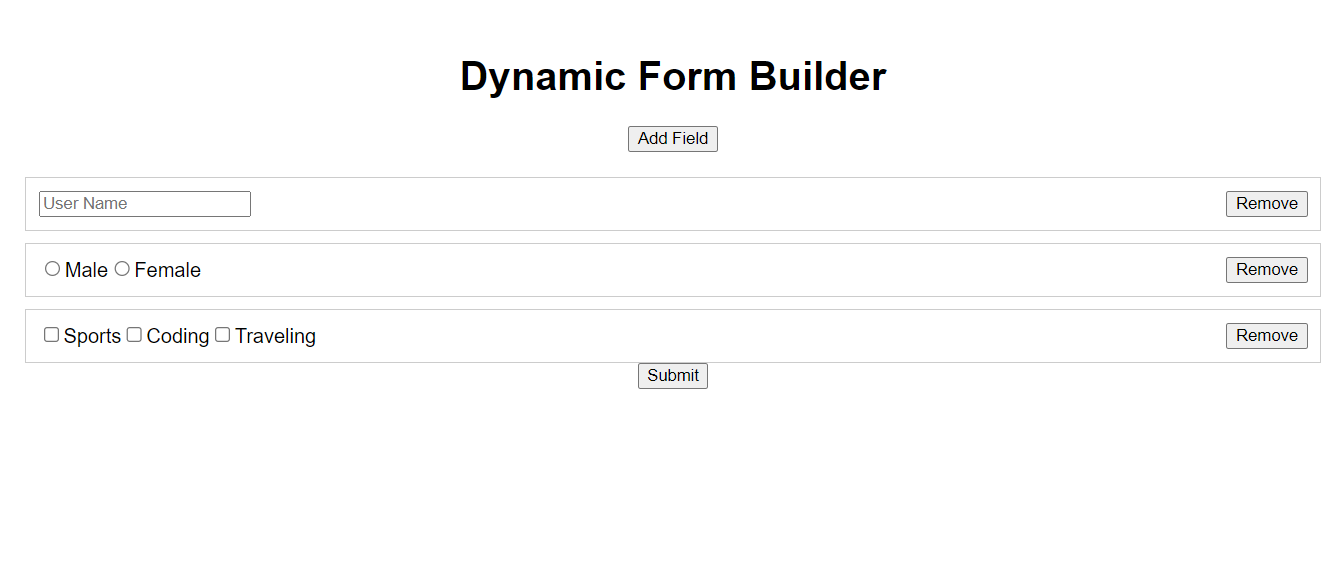 Dynamic Form Builder
Add Field
User Name Remove
Male Female Remove
Sports Coding Traveling Remove
Submit